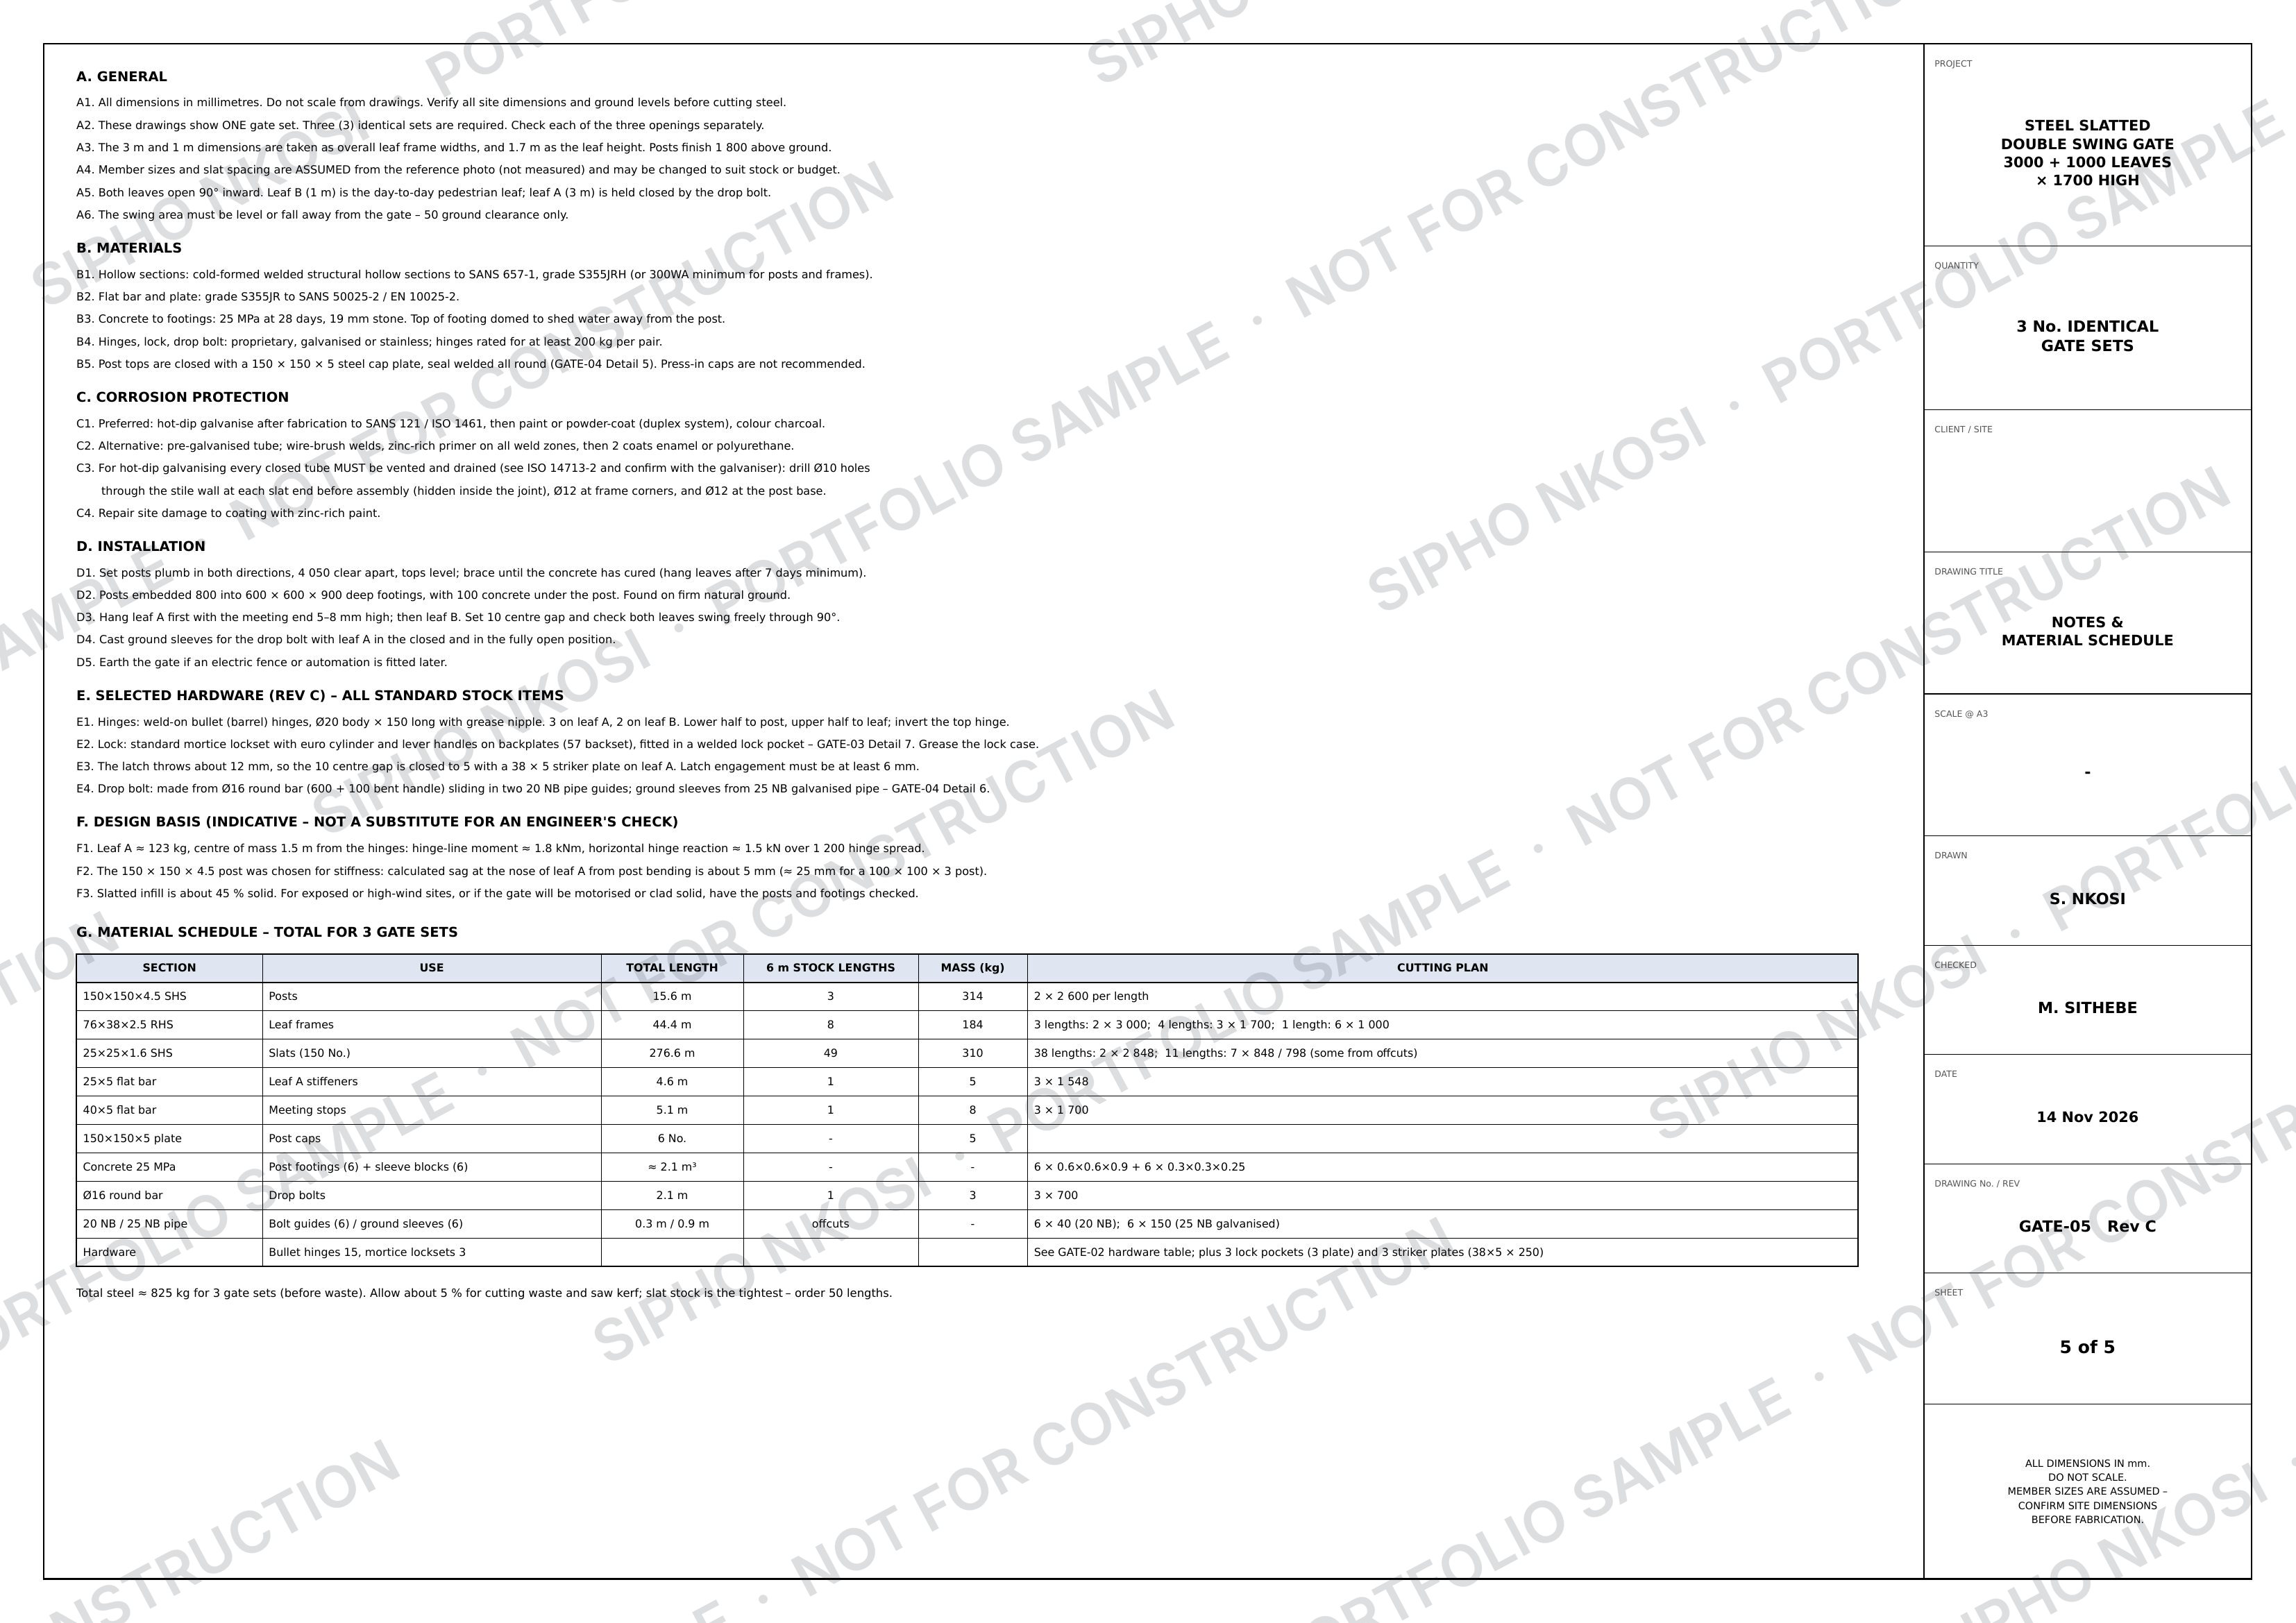 A. GENERAL
A1. All dimensions in millimetres. Do not scale from drawings. Verify all site dimensions and ground levels before cutting steel.
A2. These drawings show ONE gate set. Three (3) identical sets are required. Check each of the three openings separately.
A3. The 3 m and 1 m dimensions are taken as overall leaf frame widths, and 1.7 m as the leaf height. Posts finish 1 800 above ground.
A4. Member sizes and slat spacing are ASSUMED from the reference photo (not measured) and may be changed to suit stock or budget.
A5. Both leaves open 90° inward. Leaf B (1 m) is the day-to-day pedestrian leaf; leaf A (3 m) is held closed by the drop bolt.
A6. The swing area must be level or fall away from the gate – 50 ground clearance only.
B. MATERIALS
B1. Hollow sections: cold-formed welded structural hollow sections to SANS 657-1, grade S355JRH (or 300WA minimum for posts and frames).
B2. Flat bar and plate: grade S355JR to SANS 50025-2 / EN 10025-2.
B3. Concrete to footings: 25 MPa at 28 days, 19 mm stone. Top of footing domed to shed water away from the post.
B4. Hinges, lock, drop bolt: proprietary, galvanised or stainless; hinges rated for at least 200 kg per pair.
B5. Post tops are closed with a 150 × 150 × 5 steel cap plate, seal welded all round (GATE-04 Detail 5). Press-in caps are not recommended.
C. CORROSION PROTECTION
C1. Preferred: hot-dip galvanise after fabrication to SANS 121 / ISO 1461, then paint or powder-coat (duplex system), colour charcoal.
C2. Alternative: pre-galvanised tube; wire-brush welds, zinc-rich primer on all weld zones, then 2 coats enamel or polyurethane.
C3. For hot-dip galvanising every closed tube MUST be vented and drained (see ISO 14713-2 and confirm with the galvaniser): drill Ø10 holes
through the stile wall at each slat end before assembly (hidden inside the joint), Ø12 at frame corners, and Ø12 at the post base.
C4. Repair site damage to coating with zinc-rich paint.
D. INSTALLATION
D1. Set posts plumb in both directions, 4 050 clear apart, tops level; brace until the concrete has cured (hang leaves after 7 days minimum).
D2. Posts embedded 800 into 600 × 600 × 900 deep footings, with 100 concrete under the post. Found on firm natural ground.
D3. Hang leaf A first with the meeting end 5–8 mm high; then leaf B. Set 10 centre gap and check both leaves swing freely through 90°.
D4. Cast ground sleeves for the drop bolt with leaf A in the closed and in the fully open position.
D5. Earth the gate if an electric fence or automation is fitted later.
E. SELECTED HARDWARE (REV C) – ALL STANDARD STOCK ITEMS
E1. Hinges: weld-on bullet (barrel) hinges, Ø20 body × 150 long with grease nipple. 3 on leaf A, 2 on leaf B. Lower half to post, upper half to leaf; invert the top hinge.
E2. Lock: standard mortice lockset with euro cylinder and lever handles on backplates (57 backset), fitted in a welded lock pocket – GATE-03 Detail 7. Grease the lock case.
E3. The latch throws about 12 mm, so the 10 centre gap is closed to 5 with a 38 × 5 striker plate on leaf A. Latch engagement must be at least 6 mm.
E4. Drop bolt: made from Ø16 round bar (600 + 100 bent handle) sliding in two 20 NB pipe guides; ground sleeves from 25 NB galvanised pipe – GATE-04 Detail 6.
F. DESIGN BASIS (INDICATIVE – NOT A SUBSTITUTE FOR AN ENGINEER'S CHECK)
F1. Leaf A ≈ 123 kg, centre of mass 1.5 m from the hinges: hinge-line moment ≈ 1.8 kNm, horizontal hinge reaction ≈ 1.5 kN over 1 200 hinge spread.
F2. The 150 × 150 × 4.5 post was chosen for stiffness: calculated sag at the nose of leaf A from post bending is about 5 mm (≈ 25 mm for a 100 × 100 × 3 post).
F3. Slatted infill is about 45 % solid. For exposed or high-wind sites, or if the gate will be motorised or clad solid, have the posts and footings checked.
G. MATERIAL SCHEDULE – TOTAL FOR 3 GATE SETS
SECTION USE TOTAL LENGTH 6 m STOCK LENGTHS MASS (kg) CUTTING PLAN
150×150×4.5 SHS Posts 15.6 m 3 314 2 × 2 600 per length
76×38×2.5 RHS Leaf frames 44.4 m 8 184 3 lengths: 2 × 3 000; 4 lengths: 3 × 1 700; 1 length: 6 × 1 000
25×25×1.6 SHS Slats (150 No.) 276.6 m 49 310 38 lengths: 2 × 2 848; 11 lengths: 7 × 848 / 798 (some from offcuts)
25×5 flat bar Leaf A stiffeners 4.6 m 1 5 3 × 1 548
40×5 flat bar Meeting stops 5.1 m 1 8 3 × 1 700
150×150×5 plate Post caps 6 No. - 5
Concrete 25 MPa Post footings (6) + sleeve blocks (6) ≈ 2.1 m³ - - 6 × 0.6×0.6×0.9 + 6 × 0.3×0.3×0.25
Ø16 round bar Drop bolts 2.1 m 1 3 3 × 700
20 NB / 25 NB pipe Bolt guides (6) / ground sleeves (6) 0.3 m / 0.9 m offcuts - 6 × 40 (20 NB); 6 × 150 (25 NB galvanised)
Hardware Bullet hinges 15, mortice locksets 3 See GATE-02 hardware table; plus 3 lock pockets (3 plate) and 3 striker plates (38×5 × 250)
Total steel ≈ 825 kg for 3 gate sets (before waste). Allow about 5 % for cutting waste and saw kerf; slat stock is the tightest – order 50 lengths.
PROJECT
STEEL SLATTED
DOUBLE SWING GATE
3000 + 1000 LEAVES
× 1700 HIGH
QUANTITY
3 No. IDENTICAL
GATE SETS
CLIENT / SITE
DRAWING TITLE
NOTES &
MATERIAL SCHEDULE
SCALE @ A3
-
DRAWN
S. NKOSI
CHECKED
M. SITHEBE
DATE
14 Nov 2026
DRAWING No. / REV
GATE-05 Rev C
SHEET
5 of 5
ALL DIMENSIONS IN mm.
DO NOT SCALE.
MEMBER SIZES ARE ASSUMED –
CONFIRM SITE DIMENSIONS
BEFORE FABRICATION.
SIPHO NKOSI · PORTFOLIO SAMPLE · NOT FOR CONSTRUCTION